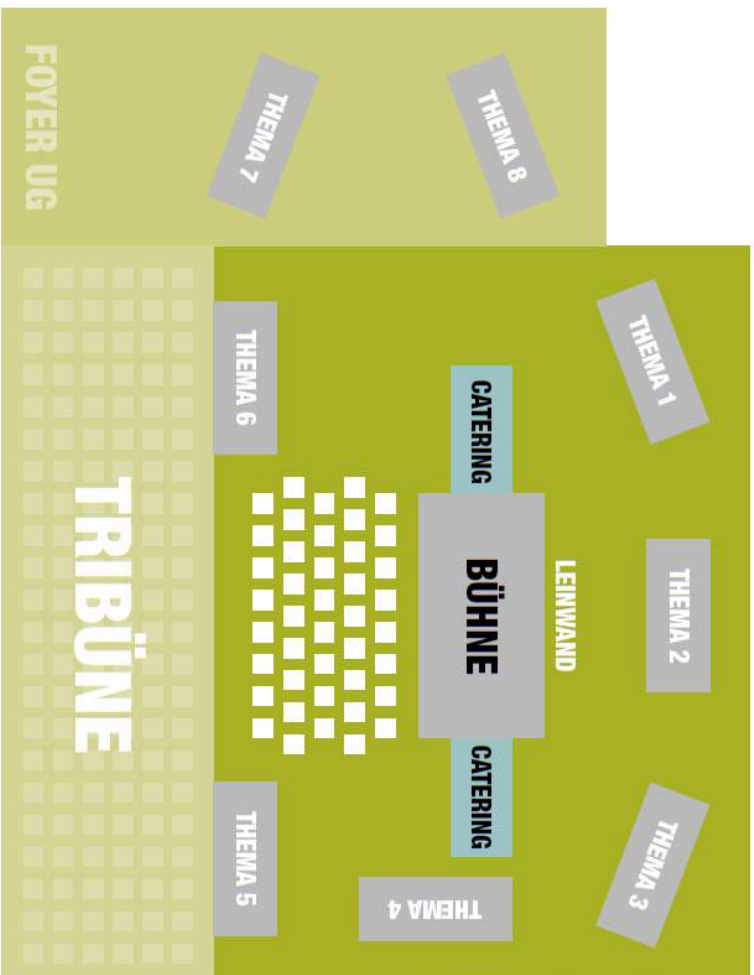 FOYER UG
THEMA 7
THEMA 8
THEMA 6
CATERING
THEMA 1
TRIBÜNE
BÜHNE
LEINWAND
THEMA 2
THEMA 5
CATERING
THEMA 4
THEMA 3